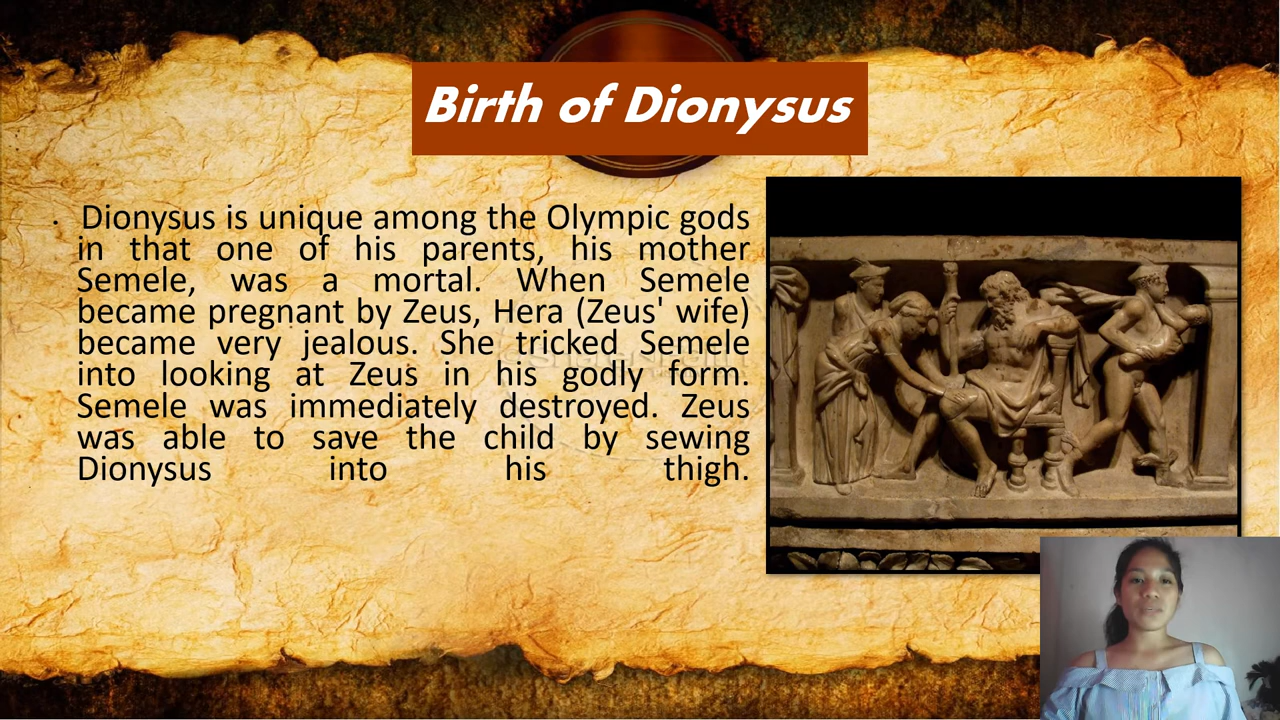 Birth of Dionysus
· Dionysus is unique among the Olympic gods
in that one of his parents, his mother
Semele, was a mortal. When Semele
became pregnant by Zeus, Hera (Zeus' wife)
became very jealous. She tricked Semele
into looking at Zeus in his godly form.
Semele was immediately destroyed. Zeus
was able to save the child by sewing
Dionysus into his thigh.